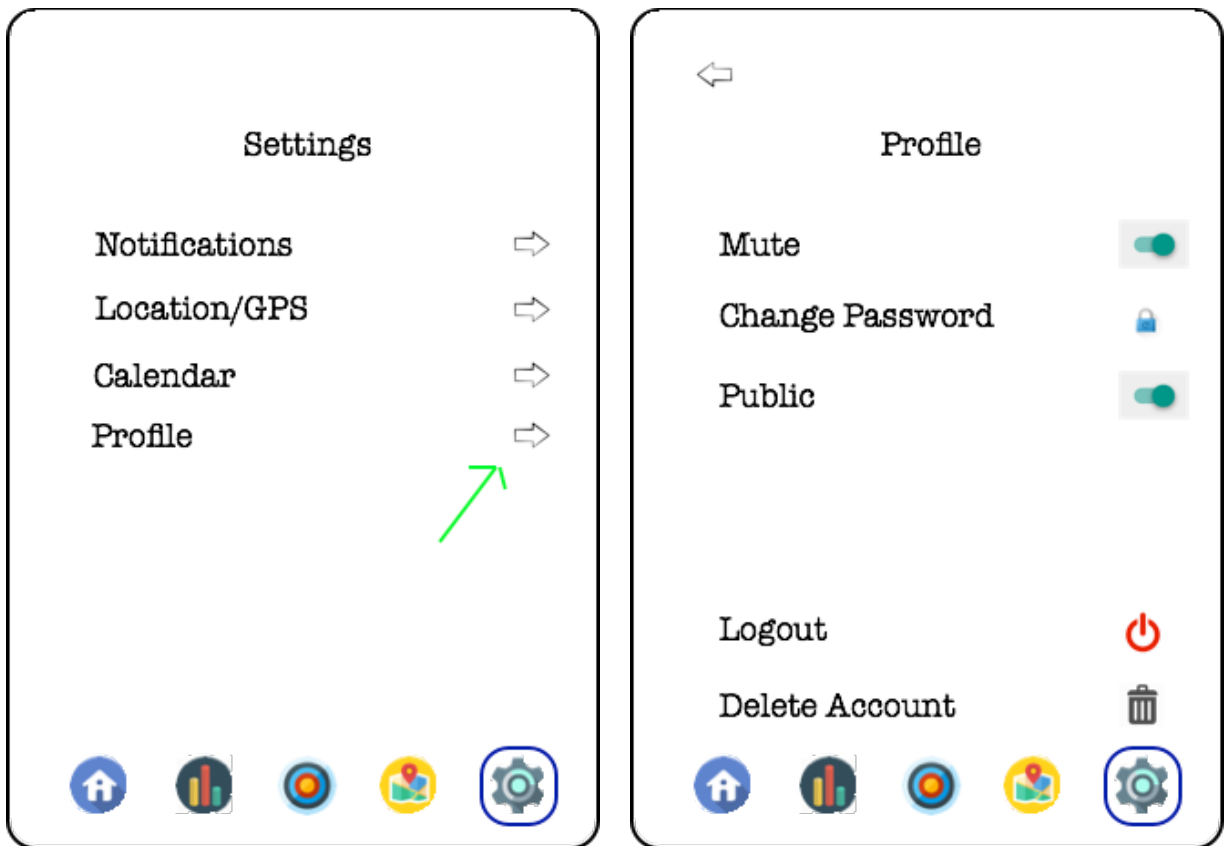 Settings
Notifications
Location/GPS
Calendar
Profile
Profile
Mute
Change Password
Public
Logout
Delete Account